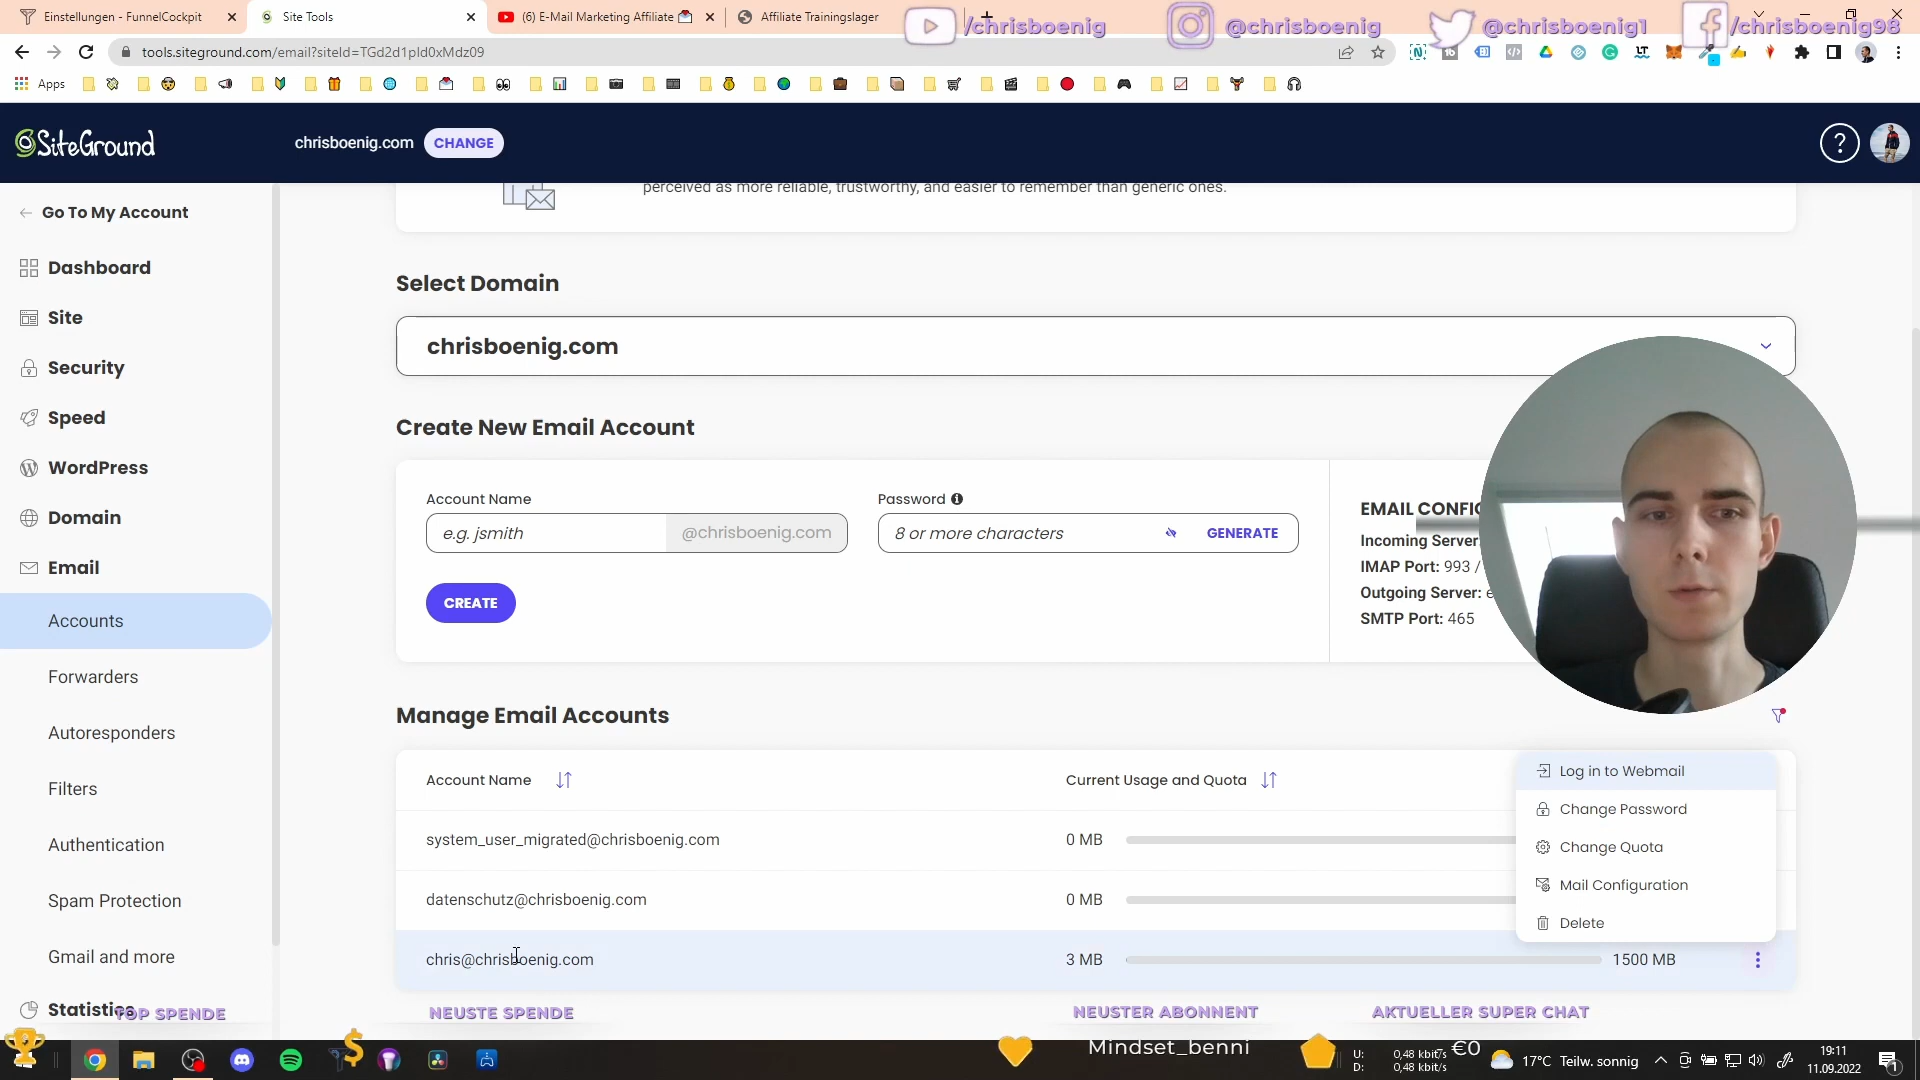 Einstellungen - FunnelCockpit
Site Tools
(6) E-Mail Marketing Affiliate
Affiliate Trainingslager
/chrisboenig
@chrisboenig
@chrisboenig1
/chrisboenig98
tools.siteground.com/email?siteId=TGd2d1pId0xMdz09
Apps
SiteGround
chrisboenig.com
CHANGE
?
perceived as more reliable, trustworthy, and easier to remember than generic ones.
Go To My Account
Dashboard
Site
Security
Speed
WordPress
Domain
Email
Accounts
Forwarders
Autoresponders
Filters
Authentication
Spam Protection
Gmail and more
Statistics
Select Domain
chrisboenig.com
Create New Email Account
Account Name
e.g. jsmith
@chrisboenig.com
Password
8 or more characters
GENERATE
CREATE
EMAIL CONFIG
Incoming Server:
IMAP Port: 993 /
Outgoing Server: e
SMTP Port: 465
Manage Email Accounts
Account Name
Current Usage and Quota
system_user_migrated@chrisboenig.com
0 MB
datenschutz@chrisboenig.com
0 MB
chris@chrisboenig.com
3 MB
1500 MB
Log in to Webmail
Change Password
Change Quota
Mail Configuration
Delete
TOP SPENDE
NEUSTE SPENDE
NEUSTER ABONNENT
AKTUELLER SUPER CHAT
Mindset_benni
€0
U: 0,48 kbit/s
D: 0,48 kbit/s
17°C Teilw. sonnig
19:11
11.09.2022